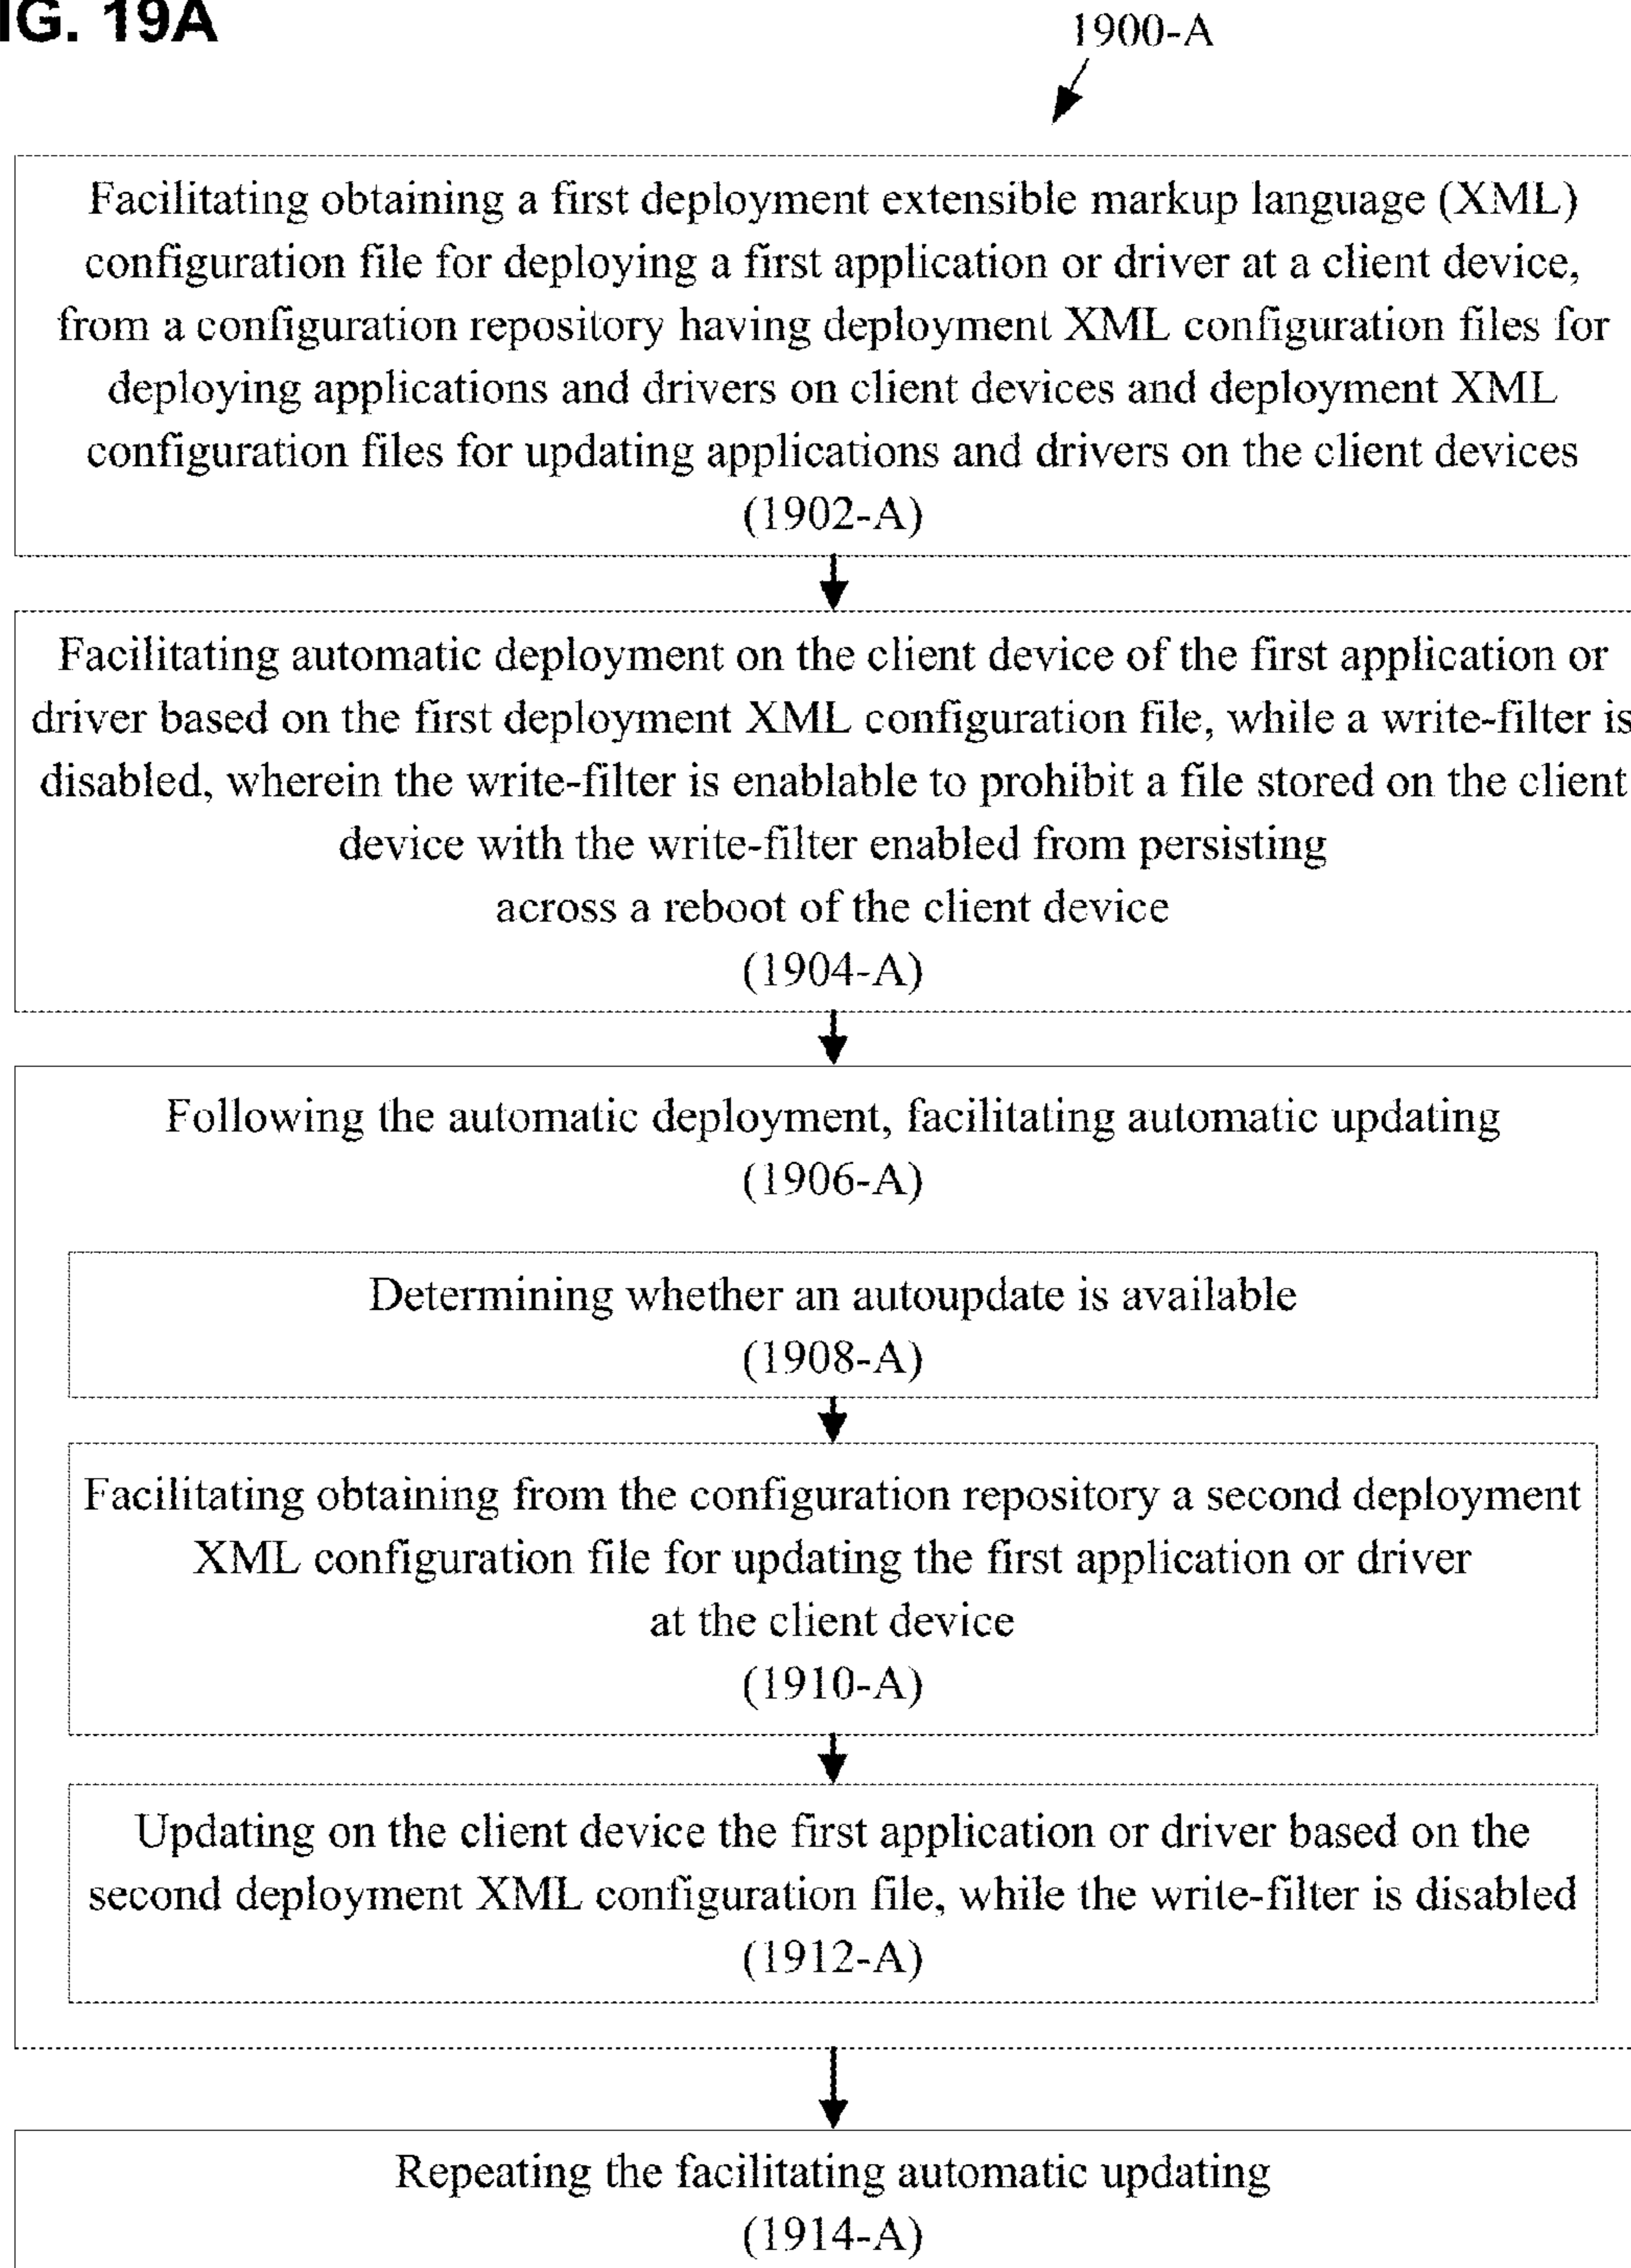 IG. 19A
1900-A
Facilitating obtaining a first deployment extensible markup language (XML)
configuration file for deploying a first application or driver at a client device,
from a configuration repository having deployment XML configuration files for
deploying applications and drivers on client devices and deployment XML
configuration files for updating applications and drivers on the client devices
(1902-A)
Facilitating automatic deployment on the client device of the first application or
driver based on the first deployment XML configuration file, while a write-filter is
disabled, wherein the write-filter is enablable to prohibit a file stored on the client
device with the write-filter enabled from persisting
across a reboot of the client device
(1904-A)
Following the automatic deployment, facilitating automatic updating
(1906-A)
Determining whether an autoupdate is available
(1908-A)
Facilitating obtaining from the configuration repository a second deployment
XML configuration file for updating the first application or driver
at the client device
(1910-A)
Updating on the client device the first application or driver based on the
second deployment XML configuration file, while the write-filter is disabled
(1912-A)
Repeating the facilitating automatic updating
(1914-A)